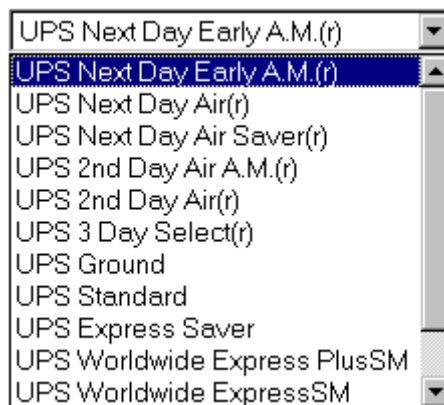 UPS Next Day Early A.M.(r)
UPS Next Day Early A.M.(r)
UPS Next Day Air(r)
UPS Next Day Air Saver(r)
UPS 2nd Day Air A.M.(r)
UPS 2nd Day Air(r)
UPS 3 Day Select(r)
UPS Ground
UPS Standard
UPS Express Saver
UPS Worldwide Express PlusSM
UPS Worldwide ExpressSM